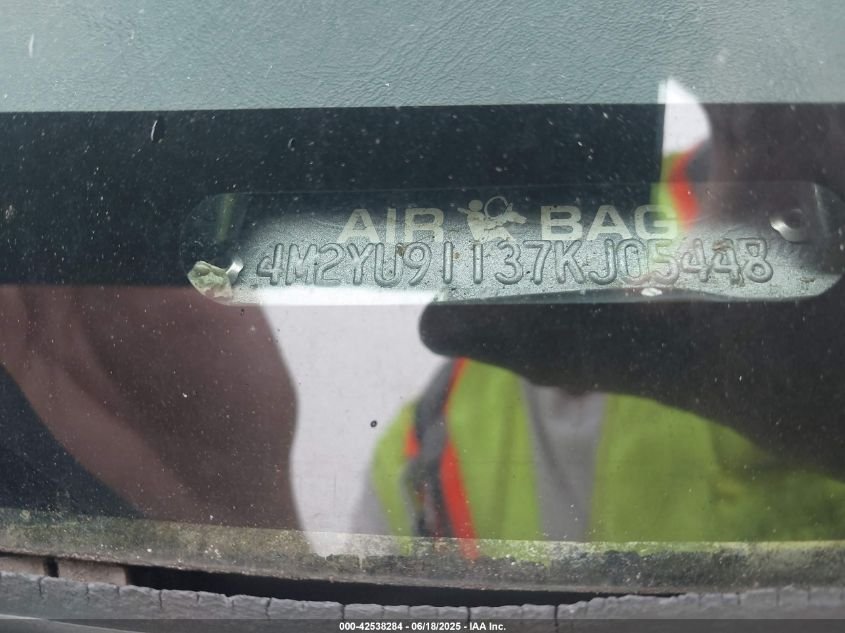 AIR BAG
4M2YU91137KJ05448
000-42538284 - 06/18/2025 - IAA Inc.